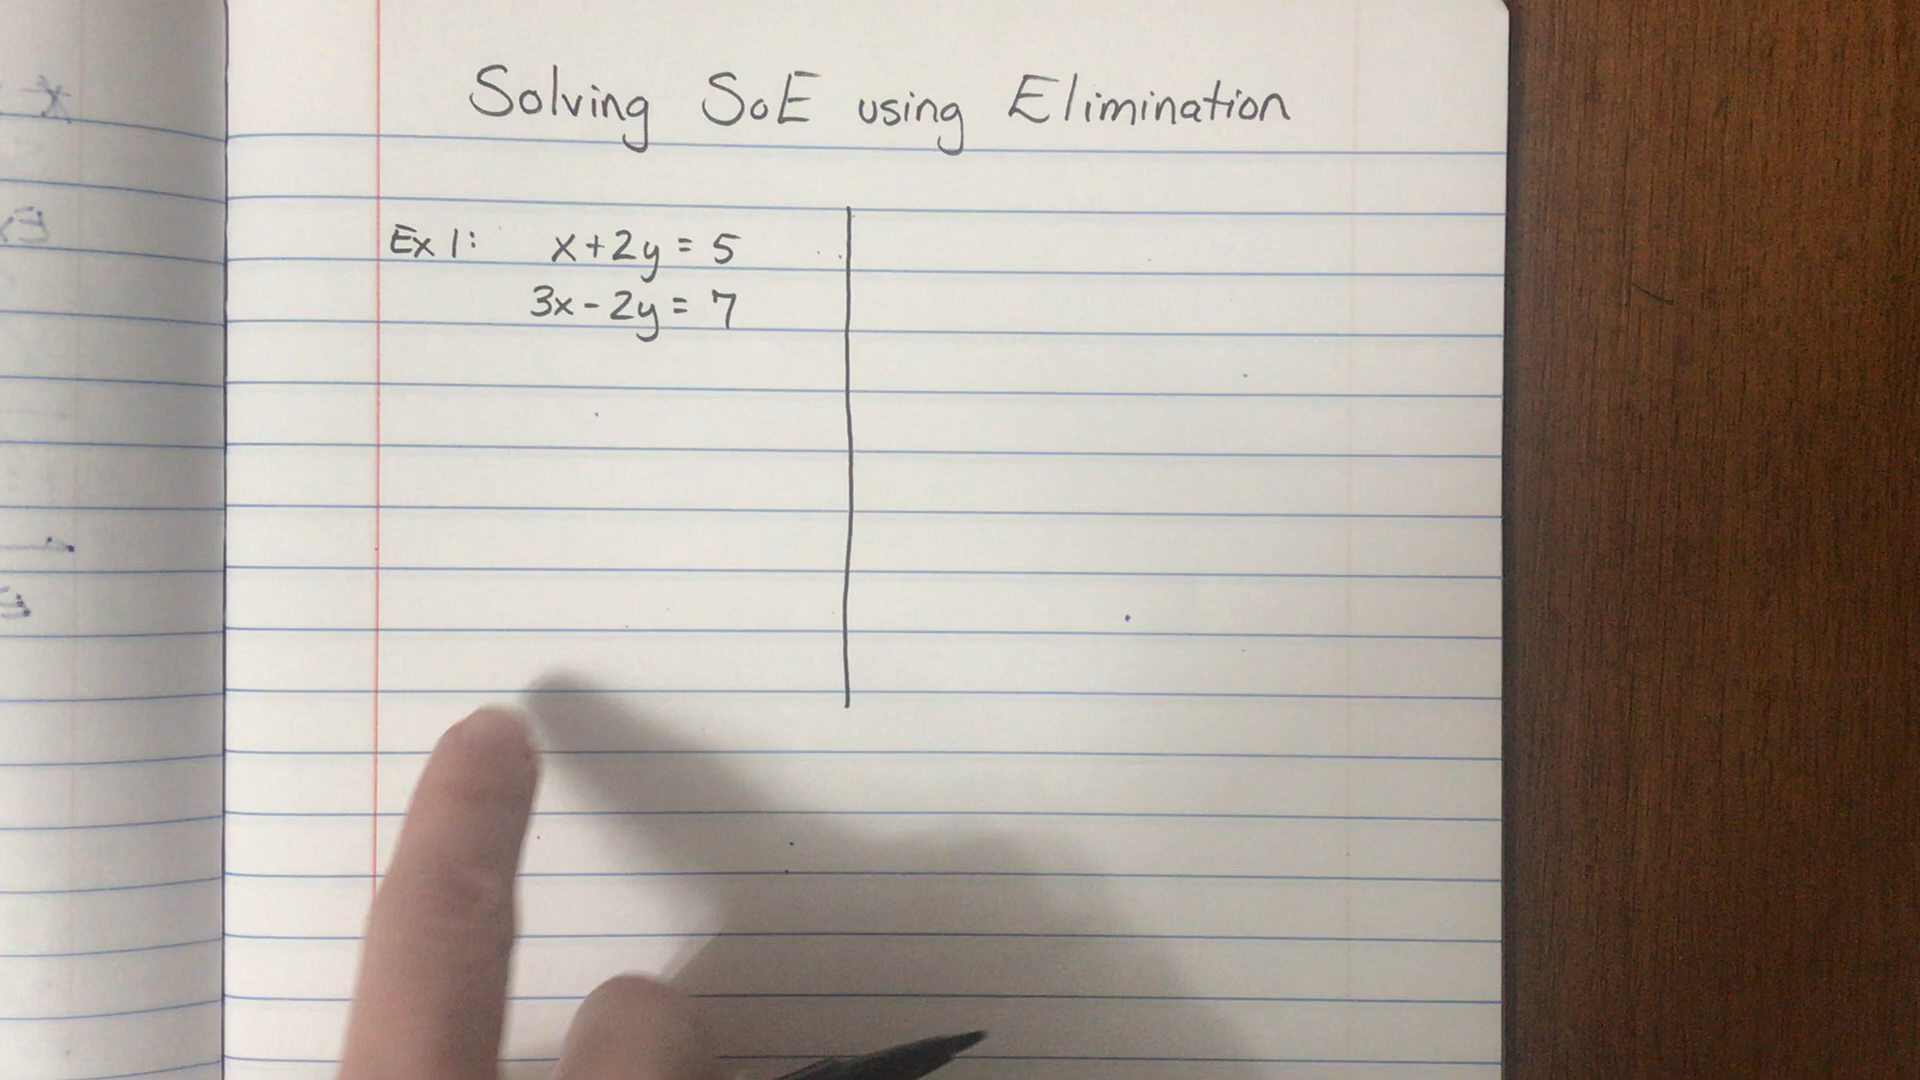 Solving SoE using Elimination
Ex 1: x+2y = 5
3x-2y = 7